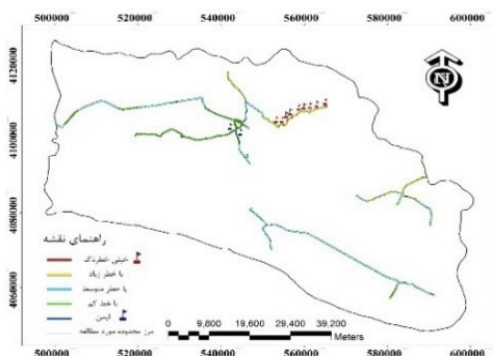 500000 520000 540000 560000 580000 600000
4120000
4100000
4080000
4060000
N
راهنمای نقشه
خیلی خطرناک
با خطر زیاد
با خطر متوسط
با خطر کم
ایمن
مرز محدوده مورد مطالعه
0 9,800 19,600 29,400 39,200
Meters
500000 520000 540000 560000 580000 600000